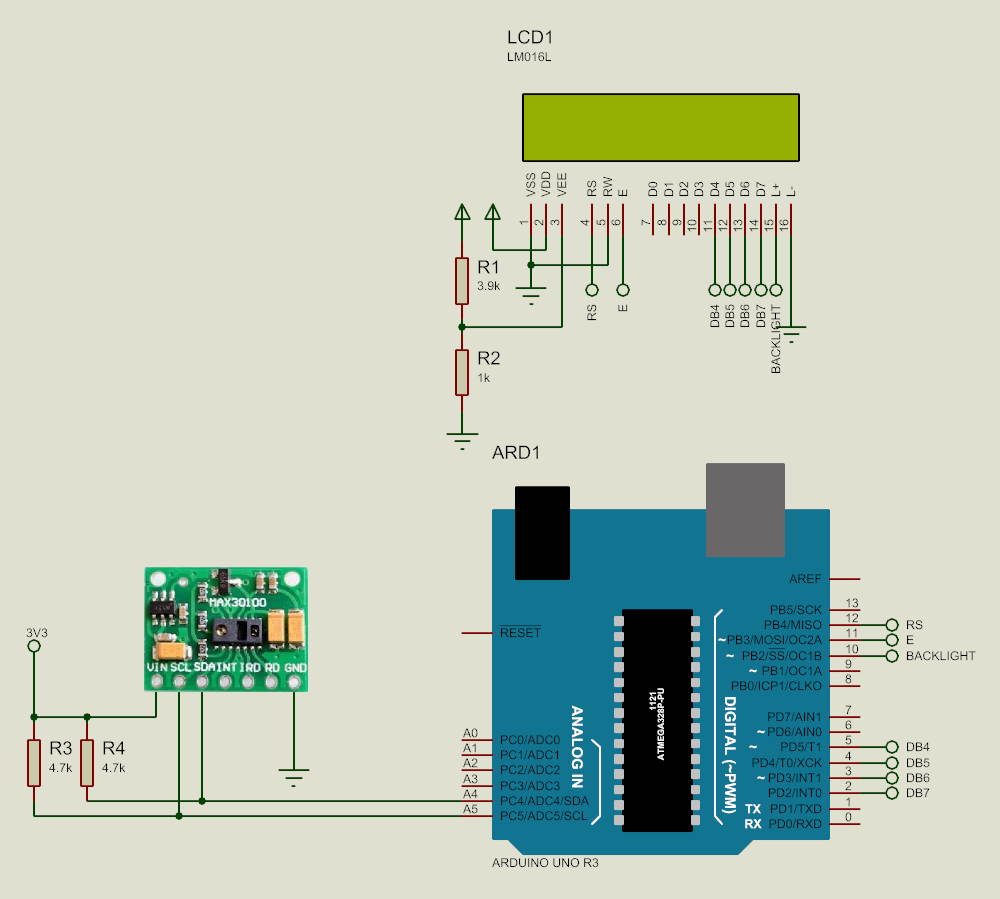 LCD1
LM016L
VSS
VDD
VEE
RS
RW
E
D0
D1
D2
D3
D4
D5
D6
D7
L+
L-
1
2
3
4
5
6
7
8
9
10
11
12
13
14
15
16
R1
3.9k
RS
E
DB4
DB5
DB6
DB7
BACKLIGHT
R2
1k
ARD1
AREF
RESET
PB5/SCK 13
PB4/MISO 12 RS
~PB3/MOSI/OC2A 11 E
~ PB2/SS/OC1B 10 BACKLIGHT
~ PB1/OC1A 9
PB0/ICP1/CLKO 8
PD7/AIN1 7
~ PD6/AIN0 6
~ PD5/T1 5 DB4
PD4/T0/XCK 4 DB5
~ PD3/INT1 3 DB6
PD2/INT0 2 DB7
TX PD1/TXD 1
RX PD0/RXD 0
DIGITAL (~PWM)
1121
ATMEGA328P-PU
ANALOG IN
A0 PC0/ADC0
A1 PC1/ADC1
A2 PC2/ADC2
A3 PC3/ADC3
A4 PC4/ADC4/SDA
A5 PC5/ADC5/SCL
ARDUINO UNO R3
MAX30100
VIN SCL SDA INT IRD RD GND
3V3
R3
4.7k
R4
4.7k